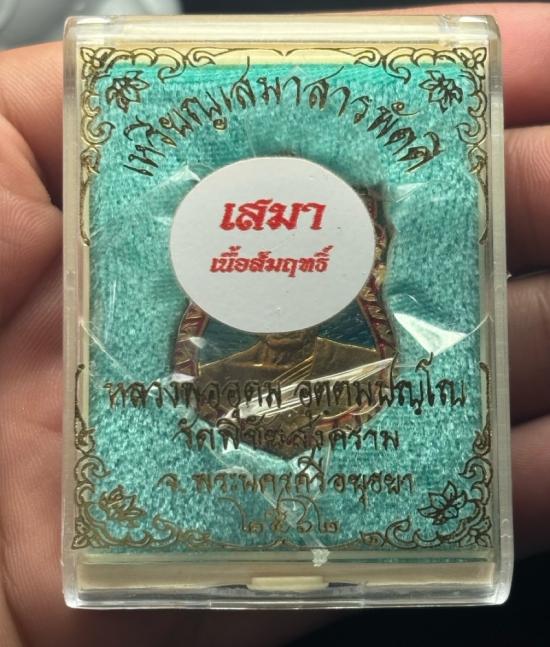 เหรียญเสมาสารพัดดี
เสมา
เนื้อสัมฤทธิ์
หลวงพ่ออุดม อุตฺตมปญฺโญ
วัดพิชัยสงคราม
จ.พระนครศรีอยุธยา
๒๕๖๒